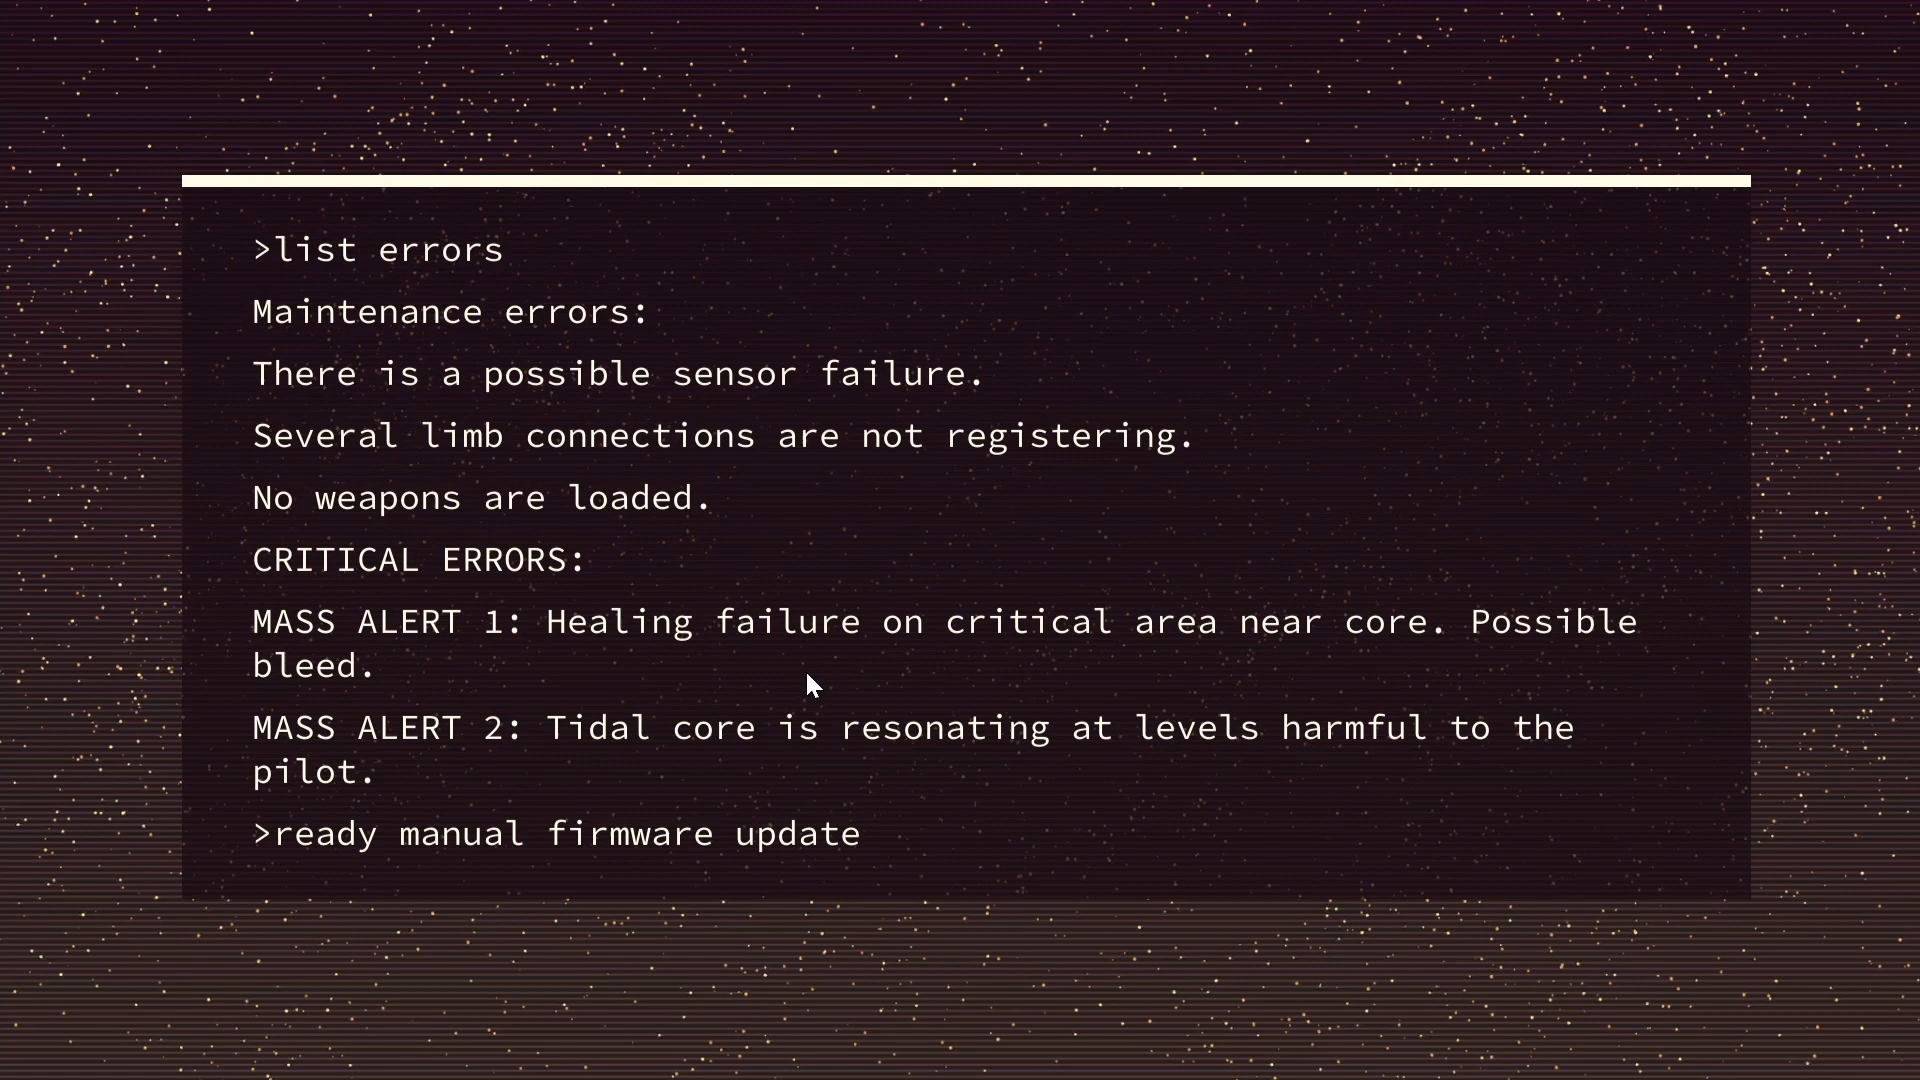 >list errors
Maintenance errors:
There is a possible sensor failure.
Several limb connections are not registering.
No weapons are loaded.
CRITICAL ERRORS:
MASS ALERT 1: Healing failure on critical area near core. Possible
bleed.
MASS ALERT 2: Tidal core is resonating at levels harmful to the
pilot.
>ready manual firmware update